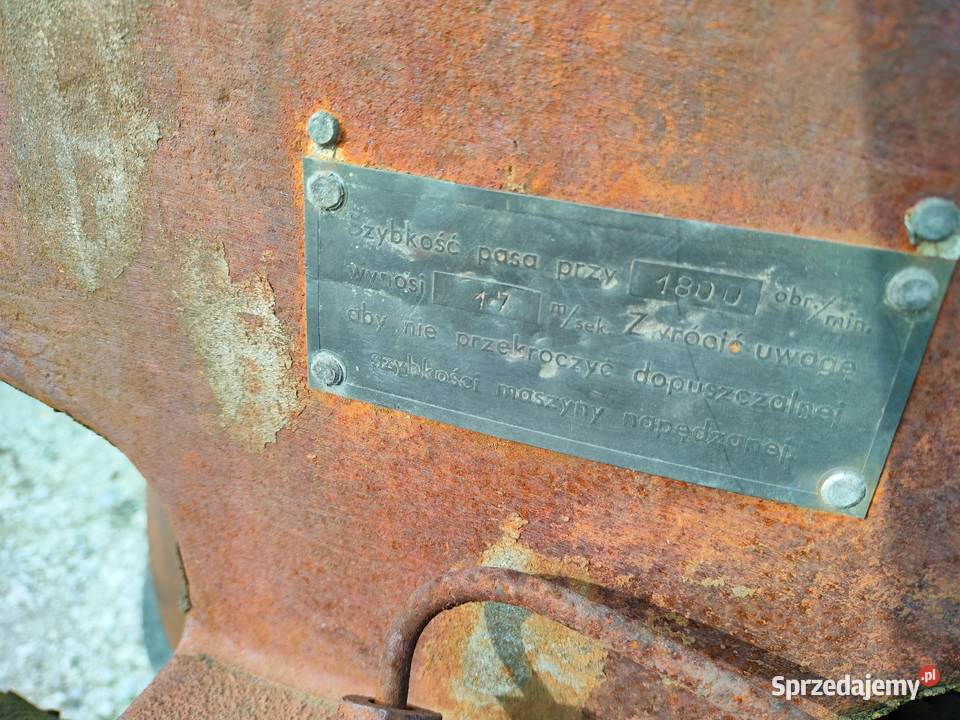 Szybkość pasa przy 1800 obr./min.
wynosi 17 m/sek. Zwrócić uwagę
aby nie przekroczyć dopuszczalnej
szybkości maszyny napędzanej.
Sprzedajemy.pl